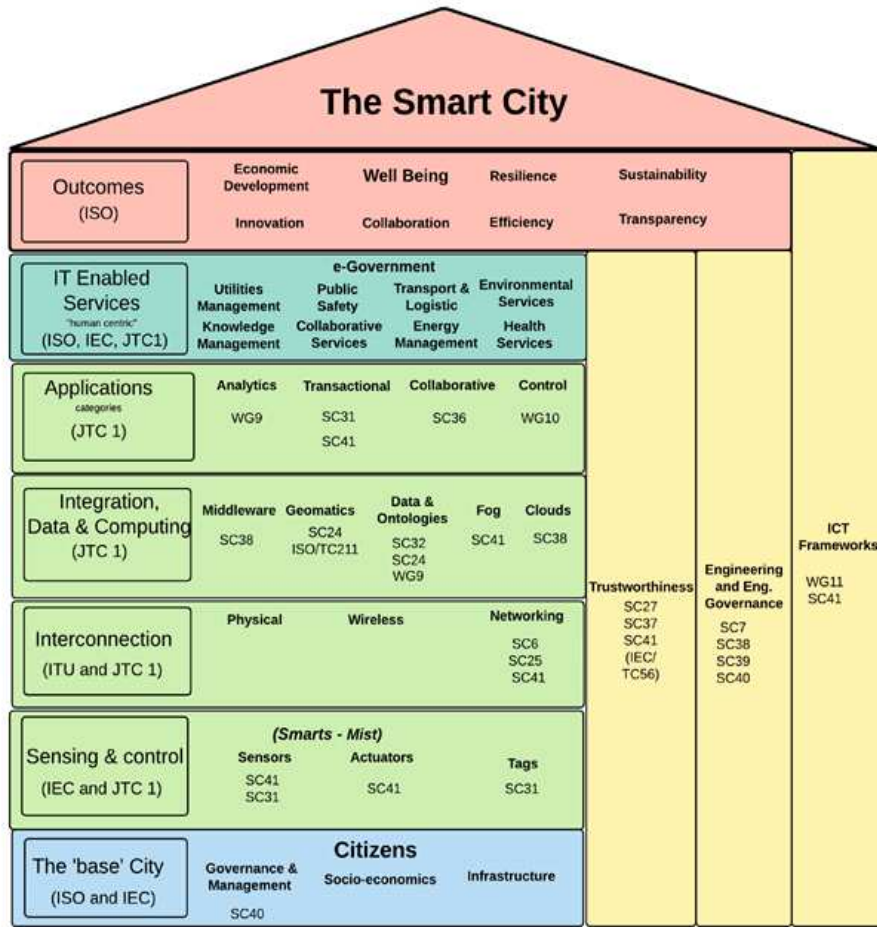 The Smart City
Outcomes
(ISO)
Economic
Development
Well Being
Resilience
Sustainability
Innovation
Collaboration
Efficiency
Transparency
IT Enabled
Services
"human centric"
(ISO, IEC, JTC1)
e-Government
Utilities
Management
Public
Safety
Transport &
Logistic
Environmental
Services
Knowledge
Management
Collaborative
Services
Energy
Management
Health
Services
Applications
categories
(JTC 1)
Analytics
WG9
Transactional
SC31
SC41
Collaborative
SC36
Control
WG10
Integration,
Data & Computing
(JTC 1)
Middleware
SC38
Geomatics
SC24
ISO/TC211
Data &
Ontologies
SC32
SC24
WG9
Fog
SC41
Clouds
SC38
Interconnection
(ITU and JTC 1)
Physical
Wireless
Networking
SC6
SC25
SC41
Sensing & control
(IEC and JTC 1)
(Smarts - Mist)
Sensors
SC41
SC31
Actuators
SC41
Tags
SC31
The 'base' City
(ISO and IEC)
Citizens
Governance &
Management
SC40
Socio-economics
Infrastructure
Trustworthiness
SC27
SC37
SC41
(IEC/
TC56)
Engineering
and Eng.
Governance
SC7
SC38
SC39
SC40
ICT
Frameworks
WG11
SC41